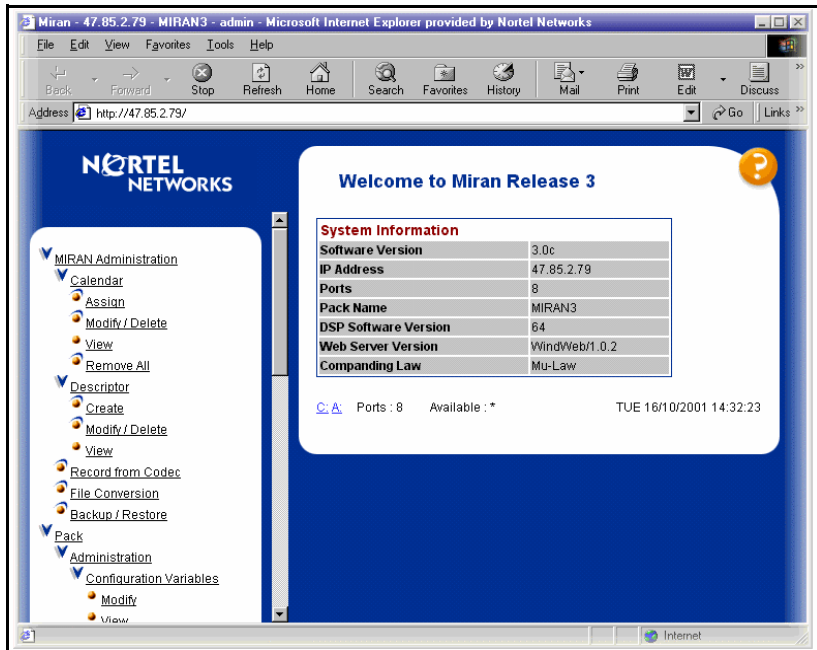 Miran - 47.85.2.79 - MIRAN3 - admin - Microsoft Internet Explorer provided by Nortel Networks
File Edit View Favorites Tools Help
Back Forward Stop Refresh Home Search Favorites History Mail Print Edit Discuss »
Address http://47.85.2.79/ Go Links »
NORTEL
NETWORKS
MIRAN Administration
Calendar
Assign
Modify / Delete
View
Remove All
Descriptor
Create
Modify / Delete
View
Record from Codec
File Conversion
Backup / Restore
Pack
Administration
Configuration Variables
Modify
View
Welcome to Miran Release 3
?
System Information
Software Version 3.0c
IP Address 47.85.2.79
Ports 8
Pack Name MIRAN3
DSP Software Version 64
Web Server Version WindWeb/1.0.2
Companding Law Mu-Law
C: A: Ports : 8 Available : * TUE 16/10/2001 14:32:23
Internet